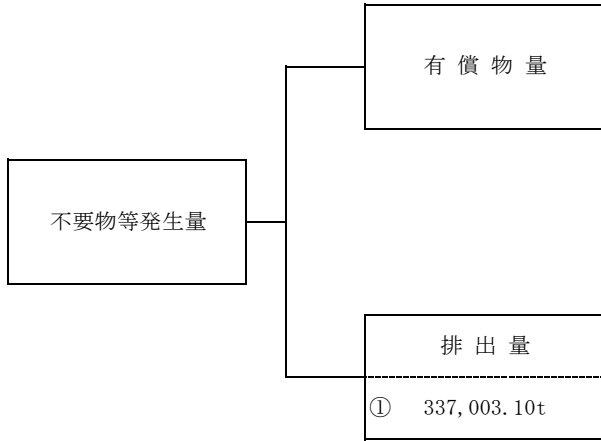 有 償 物 量
不要物等発生量
排 出 量
① 337,003.10t